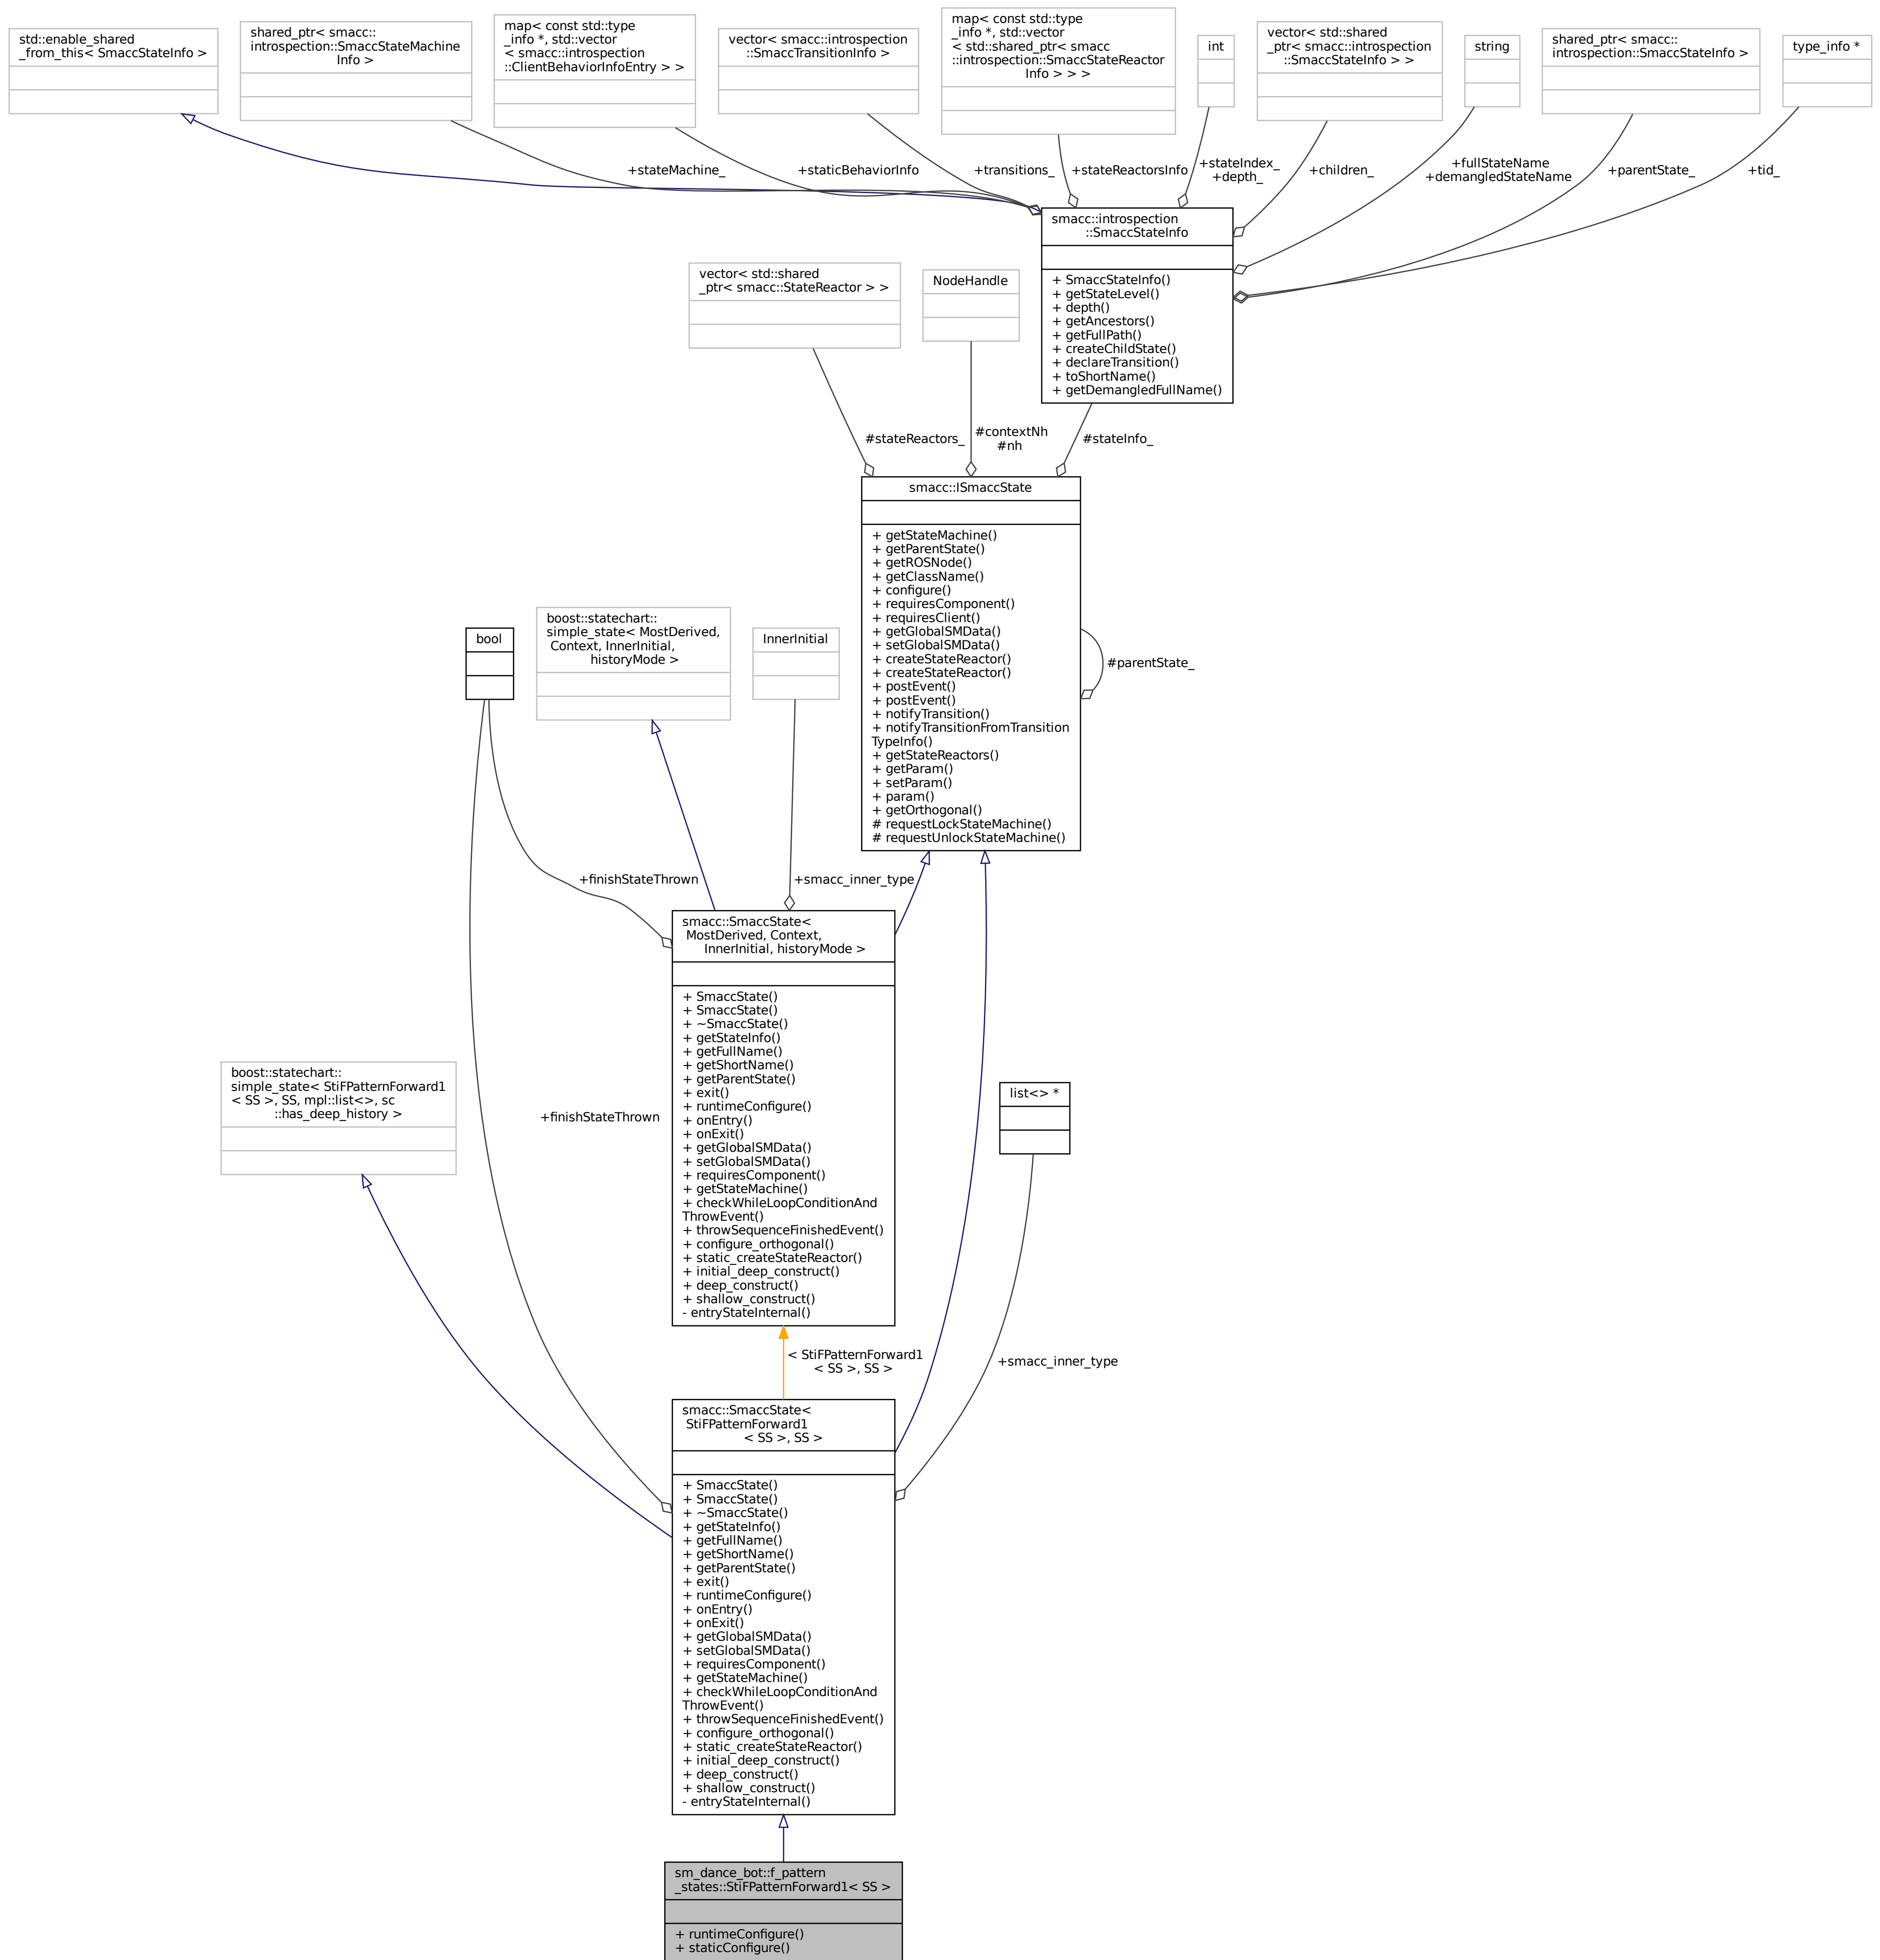 std::enable_shared
_from_this< SmaccStateInfo >
shared_ptr< smacc::
introspection::SmaccStateMachine
Info >
map< const std::type
_info *, std::vector
< smacc::introspection
::ClientBehaviorInfoEntry > >
vector< smacc::introspection
::SmaccTransitionInfo >
map< const std::type
_info *, std::vector
< std::shared_ptr< smacc
::introspection::SmaccStateReactor
Info > > >
int
vector< std::shared
_ptr< smacc::introspection
::SmaccStateInfo > >
string
shared_ptr< smacc::
introspection::SmaccStateInfo >
type_info *
+stateMachine_
+staticBehaviorInfo
+transitions_
+stateReactorsInfo
+stateIndex_
+depth_
+children_
+fullStateName
+demangledStateName
+parentState_
+tid_
smacc::introspection
::SmaccStateInfo
+ SmaccStateInfo()
+ getStateLevel()
+ depth()
+ getAncestors()
+ getFullPath()
+ createChildState()
+ declareTransition()
+ toShortName()
+ getDemangledFullName()
vector< std::shared
_ptr< smacc::StateReactor > >
NodeHandle
#stateReactors_
#contextNh
#nh
#stateInfo_
smacc::ISmaccState
+ getStateMachine()
+ getParentState()
+ getROSNode()
+ getClassName()
+ configure()
+ requiresComponent()
+ requiresClient()
+ getGlobalSMData()
+ setGlobalSMData()
+ createStateReactor()
+ createStateReactor()
+ postEvent()
+ postEvent()
+ notifyTransition()
+ notifyTransitionFromTransition
TypeInfo()
+ getStateReactors()
+ getParam()
+ setParam()
+ param()
+ getOrthogonal()
# requestLockStateMachine()
# requestUnlockStateMachine()
#parentState_
bool
boost::statechart::
simple_state< MostDerived,
Context, InnerInitial,
historyMode >
InnerInitial
+finishStateThrown
+smacc_inner_type
smacc::SmaccState<
MostDerived, Context,
InnerInitial, historyMode >
+ SmaccState()
+ SmaccState()
+ ~SmaccState()
+ getStateInfo()
+ getFullName()
+ getShortName()
+ getParentState()
+ exit()
+ runtimeConfigure()
+ onEntry()
+ onExit()
+ getGlobalSMData()
+ setGlobalSMData()
+ requiresComponent()
+ getStateMachine()
+ checkWhileLoopConditionAnd
ThrowEvent()
+ throwSequenceFinishedEvent()
+ configure_orthogonal()
+ static_createStateReactor()
+ initial_deep_construct()
+ deep_construct()
+ shallow_construct()
- entryStateInternal()
boost::statechart::
simple_state< StiFPatternForward1
< SS >, SS, mpl::list<>, sc
::has_deep_history >
+finishStateThrown
list<> *
< StiFPatternForward1
< SS >, SS >
+smacc_inner_type
smacc::SmaccState<
StiFPatternForward1
< SS >, SS >
+ SmaccState()
+ SmaccState()
+ ~SmaccState()
+ getStateInfo()
+ getFullName()
+ getShortName()
+ getParentState()
+ exit()
+ runtimeConfigure()
+ onEntry()
+ onExit()
+ getGlobalSMData()
+ setGlobalSMData()
+ requiresComponent()
+ getStateMachine()
+ checkWhileLoopConditionAnd
ThrowEvent()
+ throwSequenceFinishedEvent()
+ configure_orthogonal()
+ static_createStateReactor()
+ initial_deep_construct()
+ deep_construct()
+ shallow_construct()
- entryStateInternal()
sm_dance_bot::f_pattern
_states::StiFPatternForward1< SS >
+ runtimeConfigure()
+ staticConfigure()